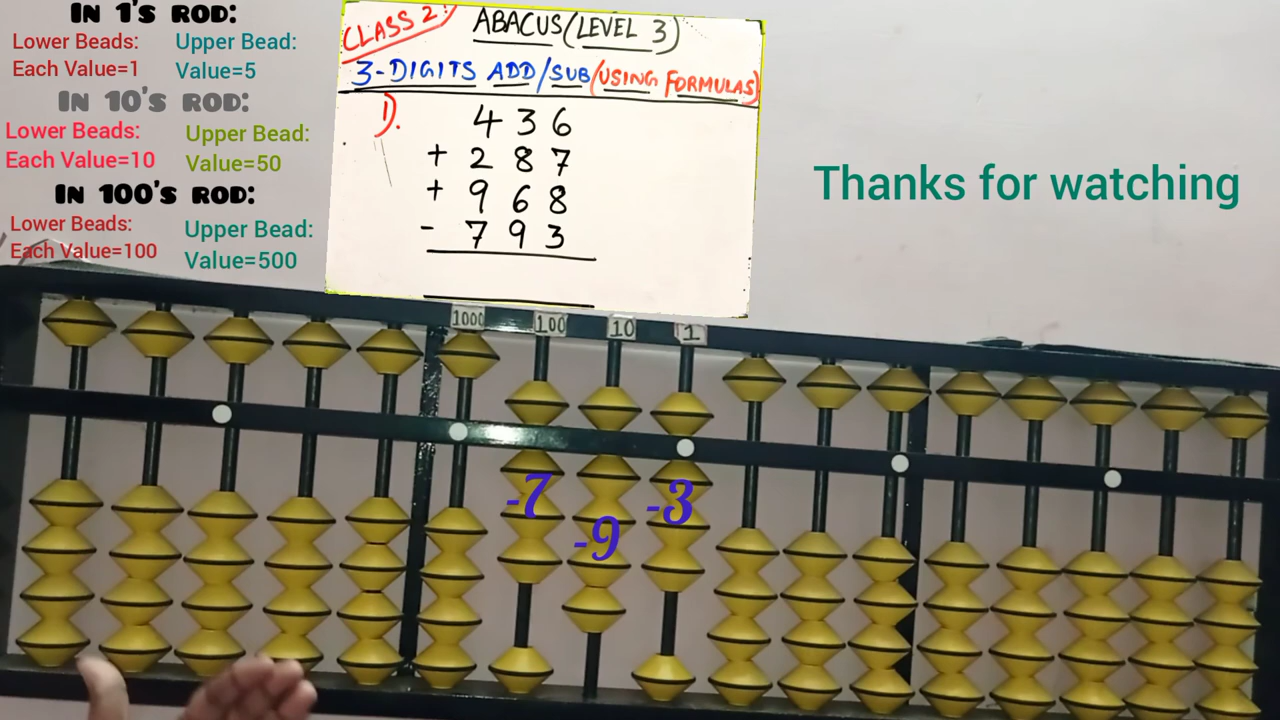 IN 1'S ROD:
Lower Beads: Upper Bead:
Each Value=1 Value=5
IN 10'S ROD:
Lower Beads: Upper Bead:
Each Value=10 Value=50
IN 100'S ROD:
Lower Beads: Upper Bead:
Each Value=100 Value=500
CLASS 2: ABACUS (LEVEL 3)
3-DIGITS ADD/SUB (USING FORMULAS)
1). 436
+ 287
+ 968
- 793
Thanks for watching
1000 100 10 1
-7 -9 -3